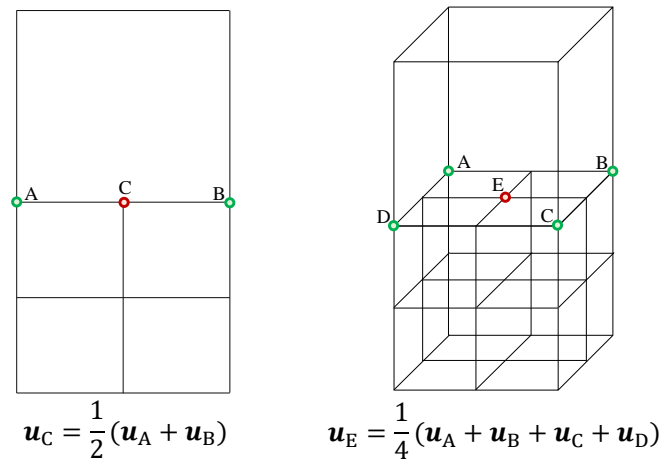 A C B
A B
E
D C
𝒖_C = 1/2 (𝒖_A + 𝒖_B)
𝒖_E = 1/4 (𝒖_A + 𝒖_B + 𝒖_C + 𝒖_D)